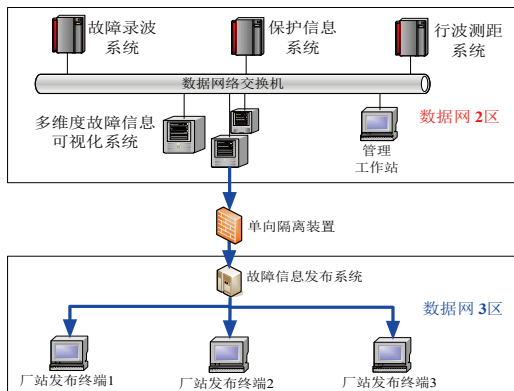 故障录波
系统
保护信息
系统
行波测距
系统
数据网络交换机
多维度故障信息
可视化系统
管理
工作站
数据网 2区
单向隔离装置
故障信息发布系统
数据网 3区
厂站发布终端1
厂站发布终端2
厂站发布终端3